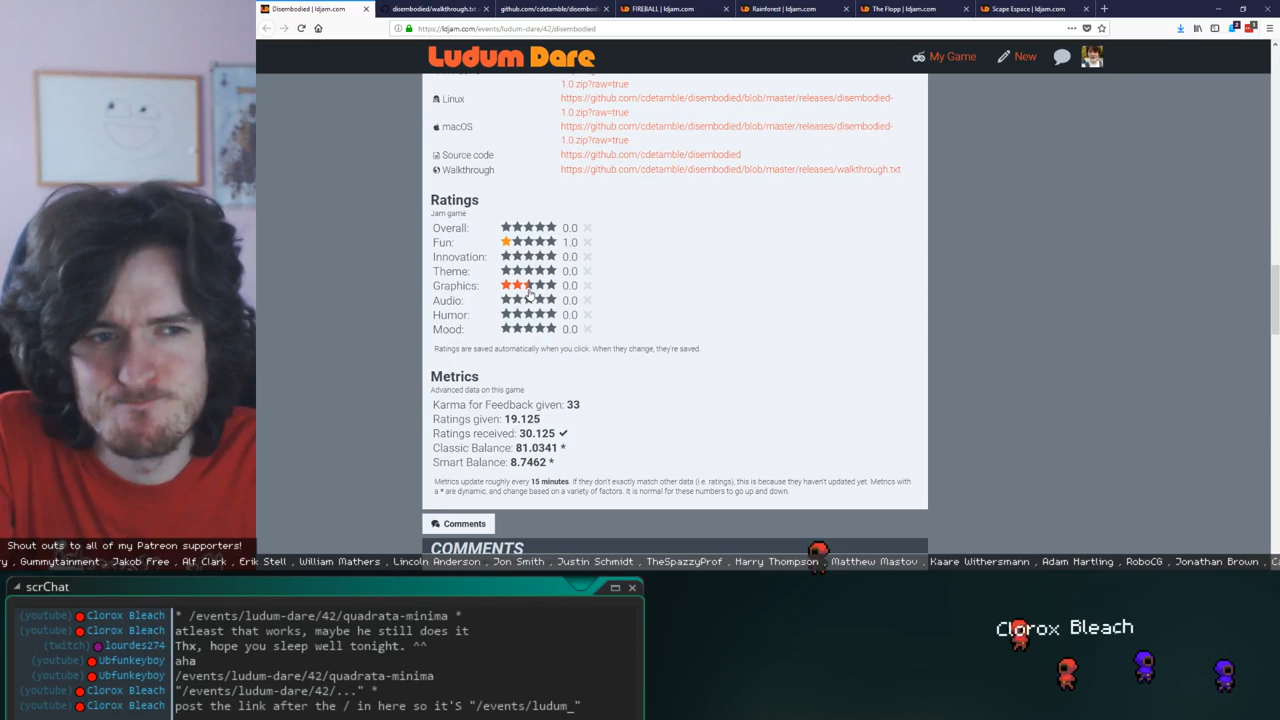 Disembodied | ldjam.com
disembodied/walkthrough.txt
github.com/cdetamble/disembod
FIREBALL | ldjam.com
Rainforest | ldjam.com
The Flopp | ldjam.com
Scape Espace | ldjam.com
https://ldjam.com/events/ludum-dare/42/disembodied
LUDUM DARE
My Game
New
1.0.zip?raw=true
Linux https://github.com/cdetamble/disembodied/blob/master/releases/disembodied-
1.0.zip?raw=true
macOS https://github.com/cdetamble/disembodied/blob/master/releases/disembodied-
1.0.zip?raw=true
Source code https://github.com/cdetamble/disembodied
Walkthrough https://github.com/cdetamble/disembodied/blob/master/releases/walkthrough.txt
Ratings
Jam game
Overall: 0.0
Fun: 1.0
Innovation: 0.0
Theme: 0.0
Graphics: 0.0
Audio: 0.0
Humor: 0.0
Mood: 0.0
Ratings are saved automatically when you click. When they change, they're saved.
Metrics
Advanced data on this game
Karma for Feedback given: 33
Ratings given: 19.125
Ratings received: 30.125
Classic Balance: 81.0341 *
Smart Balance: 8.7462 *
Metrics update roughly every 15 minutes. If they don't exactly match other data (i.e. ratings), this is because they haven't updated yet. Metrics with
a * are dynamic, and change based on a variety of factors. It is normal for these numbers to go up and down.
Comments
COMMENTS
Shout outs to all of my Patreon supporters!
ry , Gummytainment , Jakob Free , Alf Clark , Erik Stell , William Mathers , Lincoln Anderson , Jon Smith , Justin Schmidt , TheSpazzyProf , Harry Thompson , Matthew Mastov , Kaare Withersmann , Adam Hartling , RoboCG , Jonathan Brown , Ca
scrChat
(youtube) Clorox Bleach * /events/ludum-dare/42/quadrata-minima *
(youtube) Clorox Bleach atleast that works, maybe he still does it
(twitch) lourdes274 Thx, hope you sleep well tonight. ^^
(youtube) Ubfunkeyboy aha
(youtube) Ubfunkeyboy /events/ludum-dare/42/quadrata-minima
(youtube) Clorox Bleach "/events/ludum-dare/42/..." *
(youtube) Clorox Bleach post the link after the / in here so it'S "/events/ludum_"
Clorox Bleach